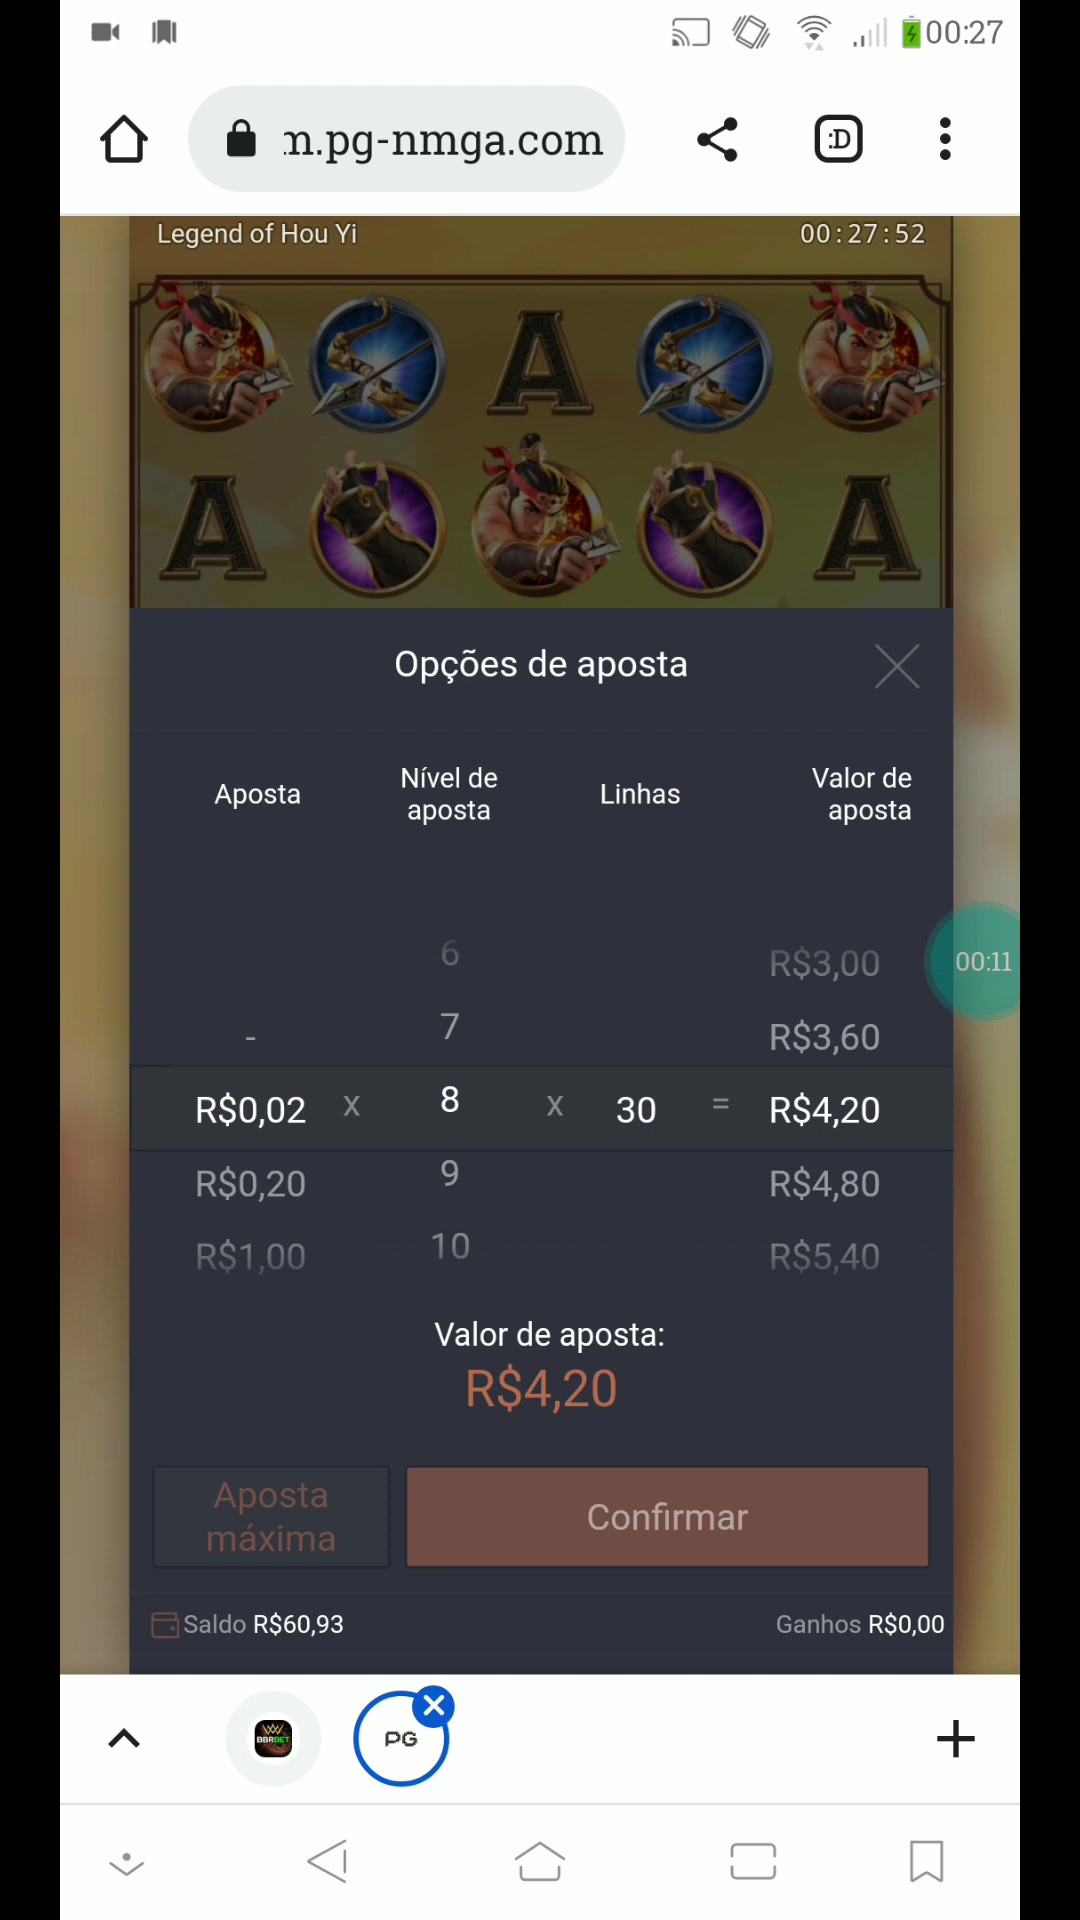 00:27
m.pg-nmga.com
:D
Legend of Hou Yi
00:27:52
A
A
A
Opções de aposta
Aposta
Nível de
aposta
Linhas
Valor de
aposta
6
R$3,00
-
7
R$3,60
00:11
R$0,02 x 8 x 30 = R$4,20
R$0,20
9
R$4,80
R$1,00
10
R$5,40
Valor de aposta:
R$4,20
Aposta
máxima
Confirmar
Saldo R$60,93
Ganhos R$0,00
BBRBET
PG